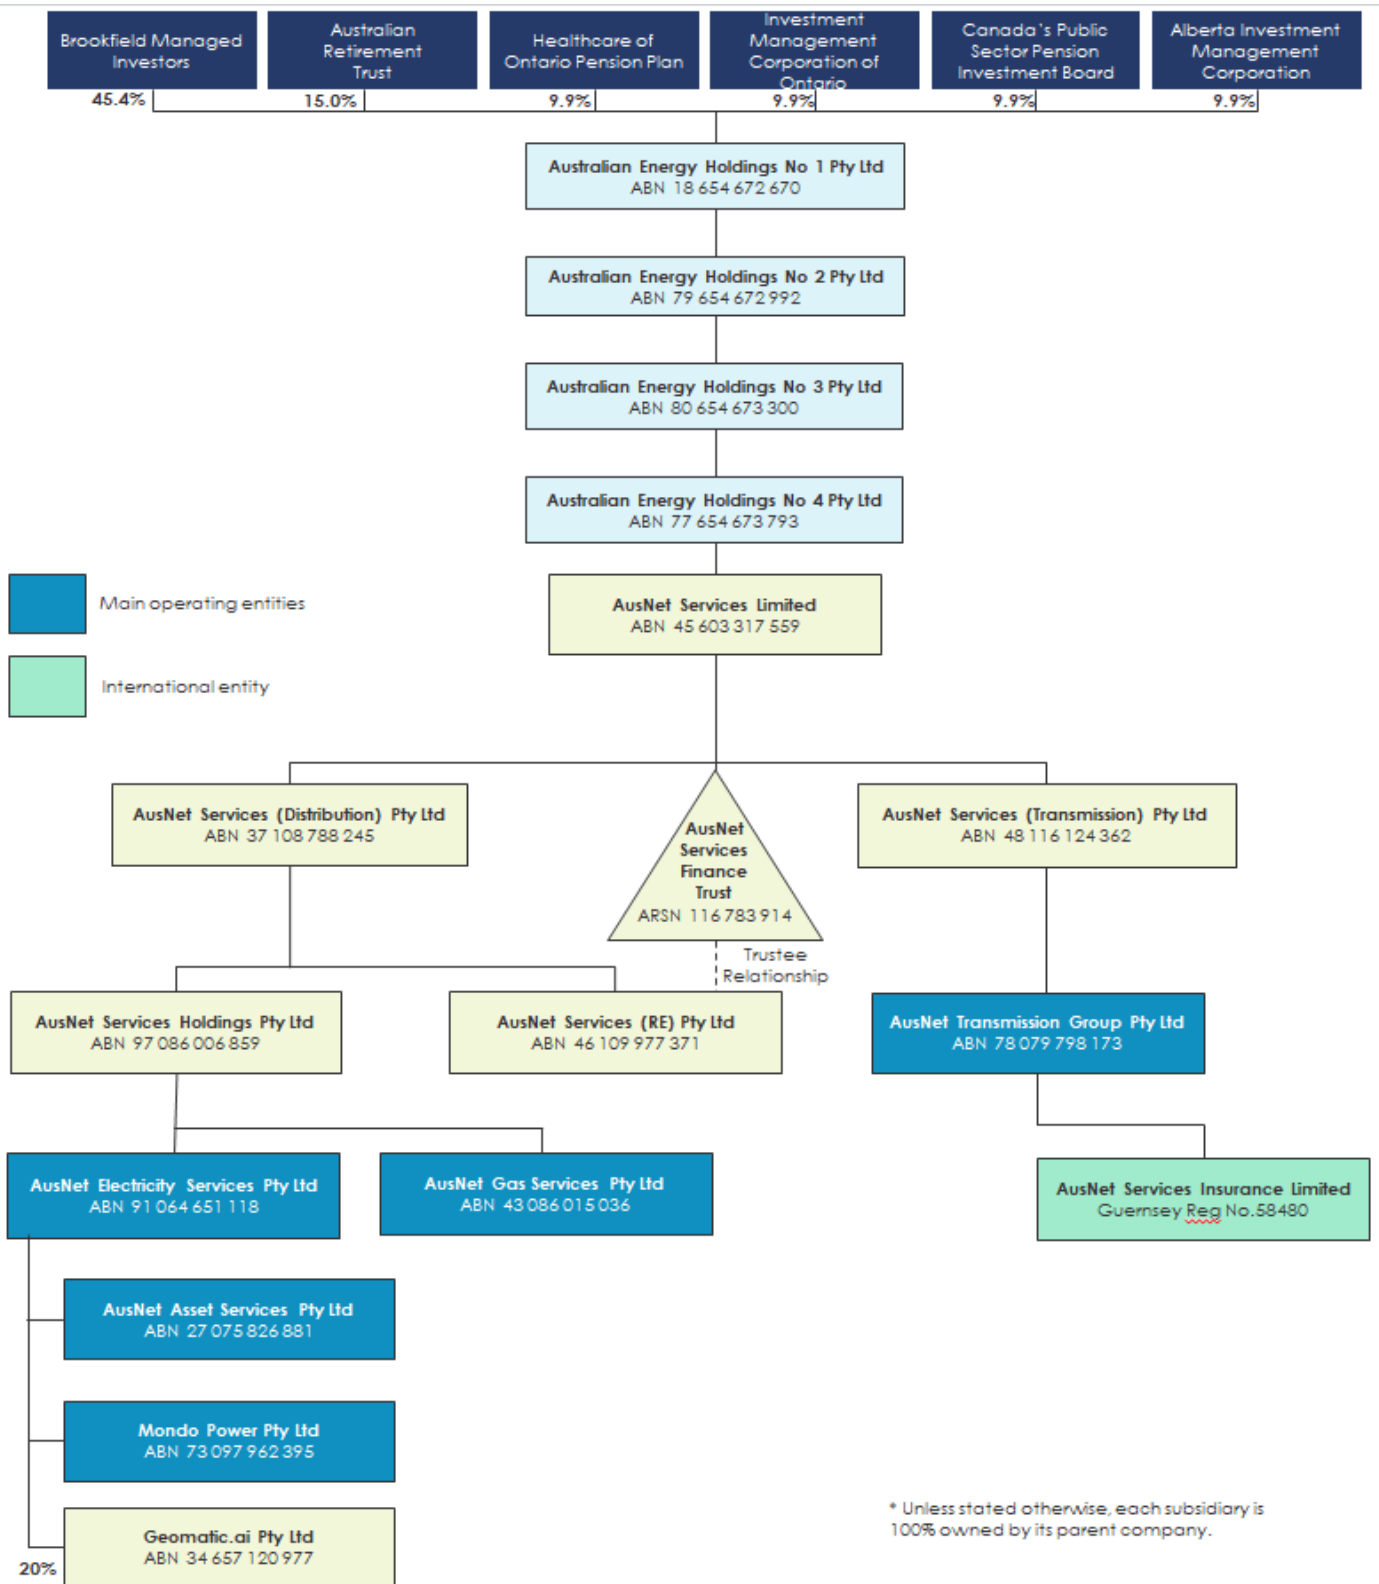 Brookfield Managed
Investors
Australian
Retirement
Trust
Healthcare of
Ontario Pension Plan
Investment
Management
Corporation of
Ontario
Canada's Public
Sector Pension
Investment Board
Alberta Investment
Management
Corporation
45.4%
15.0%
9.9%
9.9%
9.9%
9.9%
Australian Energy Holdings No 1 Pty Ltd
ABN 18 654 672 670
Australian Energy Holdings No 2 Pty Ltd
ABN 79 654 672 992
Australian Energy Holdings No 3 Pty Ltd
ABN 80 654 673 300
Australian Energy Holdings No 4 Pty Ltd
ABN 77 654 673 793
Main operating entities
International entity
AusNet Services Limited
ABN 45 603 317 559
AusNet Services (Distribution) Pty Ltd
ABN 37 108 788 245
AusNet
Services
Finance
Trust
ARSN 116 783 914
AusNet Services (Transmission) Pty Ltd
ABN 48 116 124 362
Trustee
Relationship
AusNet Services Holdings Pty Ltd
ABN 97 086 006 859
AusNet Services (RE) Pty Ltd
ABN 46 109 977 371
AusNet Transmission Group Pty Ltd
ABN 78 079 798 173
AusNet Electricity Services Pty Ltd
ABN 91 064 651 118
AusNet Gas Services Pty Ltd
ABN 43 086 015 036
AusNet Services Insurance Limited
Guernsey Reg No.58480
AusNet Asset Services Pty Ltd
ABN 27 075 826 881
Mondo Power Pty Ltd
ABN 73 097 962 395
Geomatic.ai Pty Ltd
ABN 34 657 120 977
20%
* Unless stated otherwise, each subsidiary is
100% owned by its parent company.